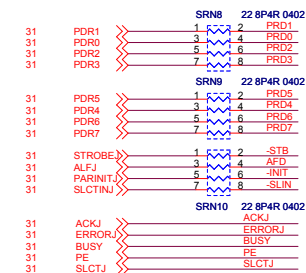 SRN8 22 8P4R 0402
31 PDR1 1 2 PRD1
31 PDR0 3 4 PRD0
31 PDR2 5 6 PRD2
31 PDR3 7 8 PRD3
SRN9 22 8P4R 0402
31 PDR5 1 2 PRD5
31 PDR4 3 4 PRD4
31 PDR6 5 6 PRD6
31 PDR7 7 8 PRD7
31 STROBEJ 1 2 -STB
31 ALFJ 3 4 AFD
31 PARINITJ 5 6 -INIT
31 SLCTINJ 7 8 -SLIN
SRN10 22 8P4R 0402
31 ACKJ ACKJ
31 ERRORJ ERRORJ
31 BUSY BUSY
31 PE PE
31 SLCTJ SLCTJ